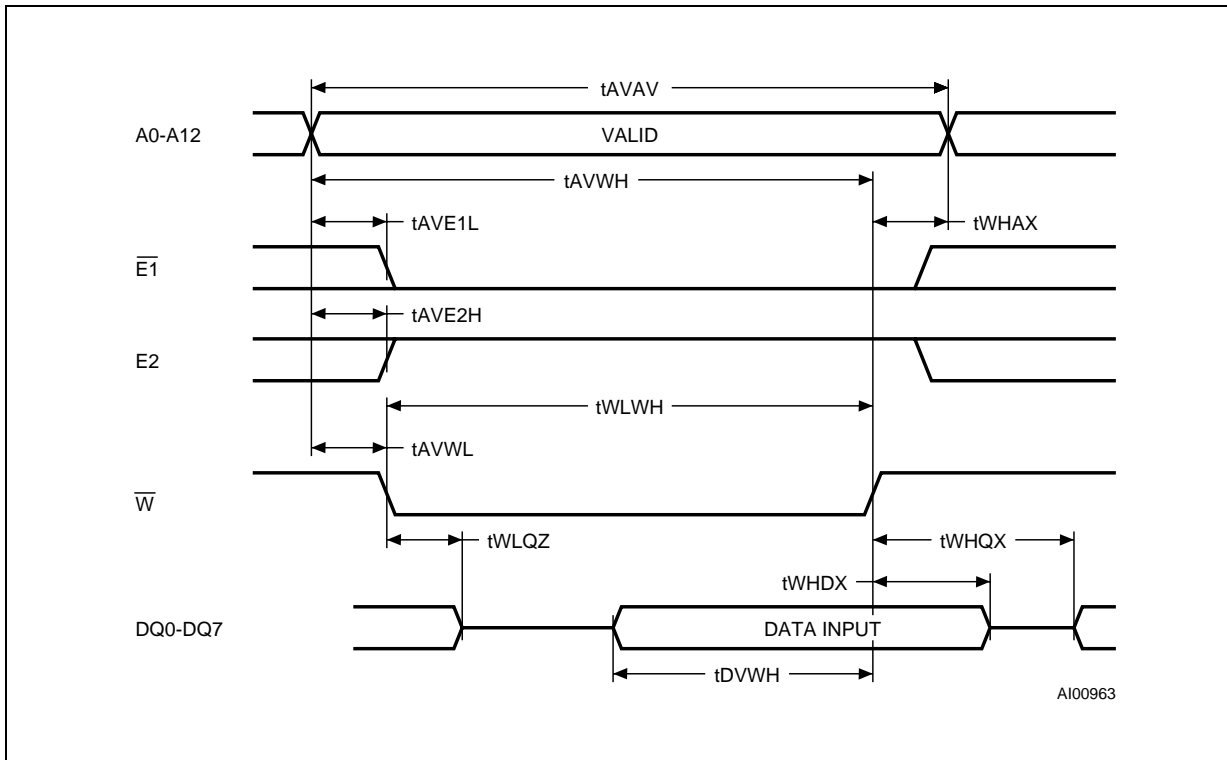 tAVAV
A0-A12
VALID
tAVWH
tAVE1L
tWHAX
E1
tAVE2H
E2
tWLWH
tAVWL
W
tWLQZ
tWHQX
tWHDX
DQ0-DQ7
DATA INPUT
tDVWH
AI00963